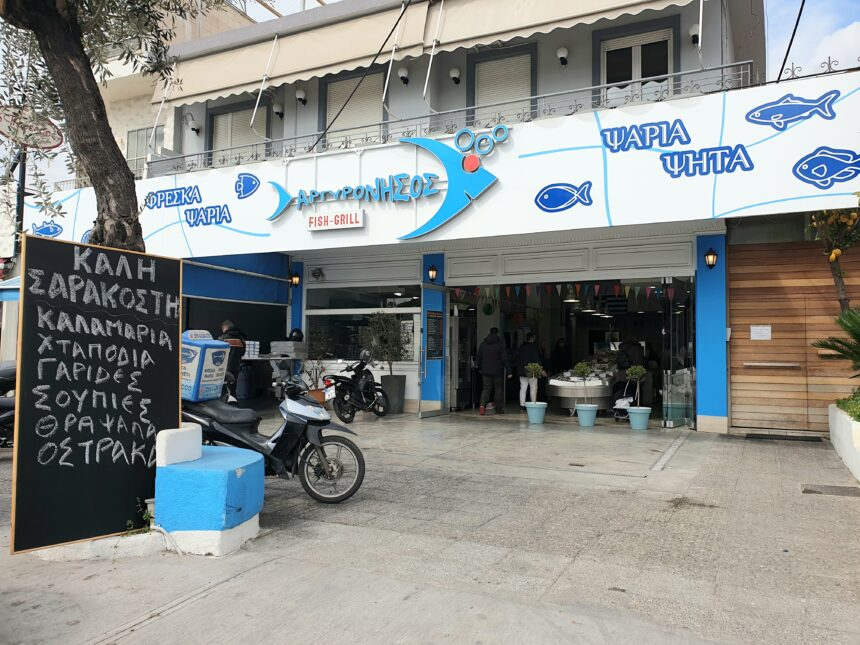 ΦΡΕΣΚΑ
ΨΑΡΙΑ
ΑΡΓΥΡΟΝΗΣΟΣ
FISH-GRILL
ΨΑΡΙΑ
ΨΗΤΑ
ΚΑΛΗ
ΣΑΡΑΚΟΣΤΗ
ΚΑΛΑΜΑΡΙΑ
ΧΤΑΠΟΔΙΑ
ΓΑΡΙΔΕΣ
ΣΟΥΠΙΕΣ
ΘΡΑΨΑΛΑ
ΟΣΤΡΑΚΑ